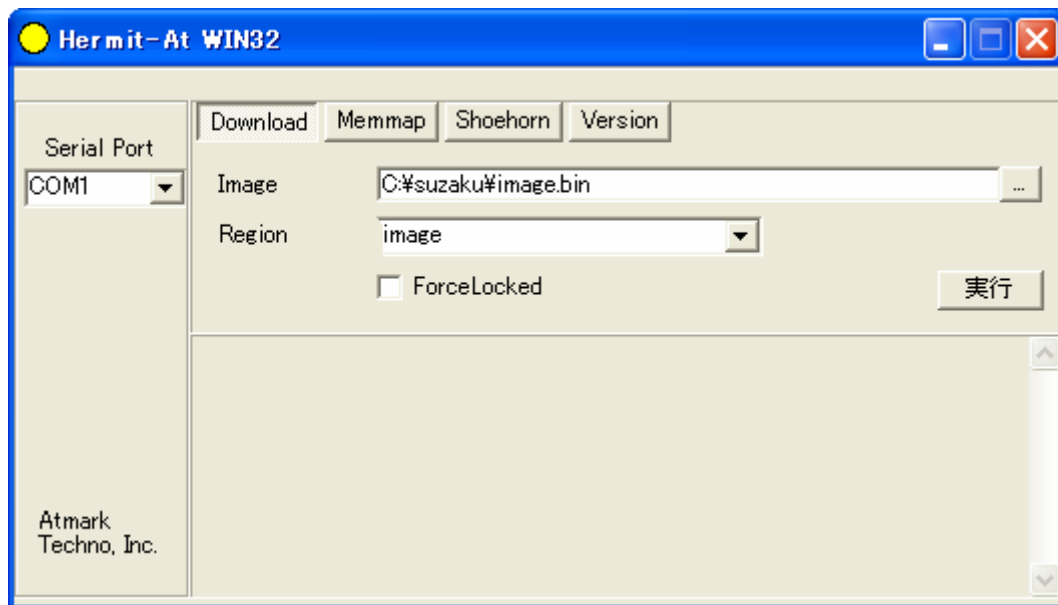 Hermit-At WIN32
Download Memmap Shoehorn Version
Serial Port
COM1
Image C:¥suzaku¥image.bin ...
Region image
ForceLocked 実行
Atmark
Techno, Inc.